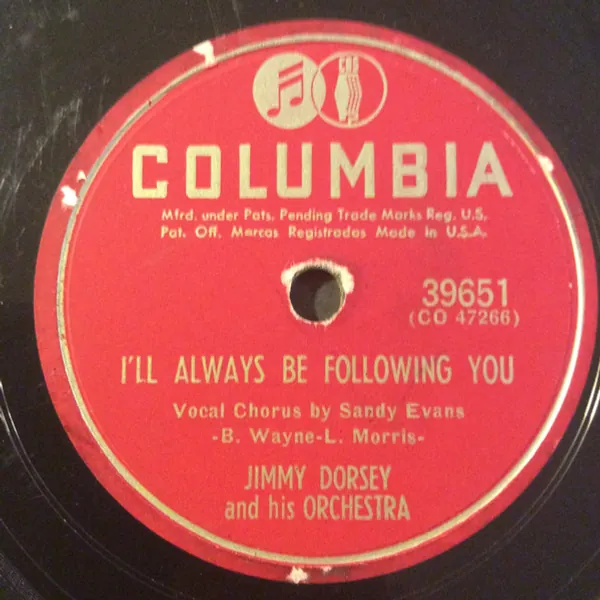 COLUMBIA
Mfrd. under Pats. Pending Trade Marks Reg. U.S.
Pat. Off. Marcas Registradas Made in U.S.A.
39651
(CO 47266)
I'LL ALWAYS BE FOLLOWING YOU
Vocal Chorus by Sandy Evans
-B. Wayne-L. Morris-
JIMMY DORSEY
and his ORCHESTRA